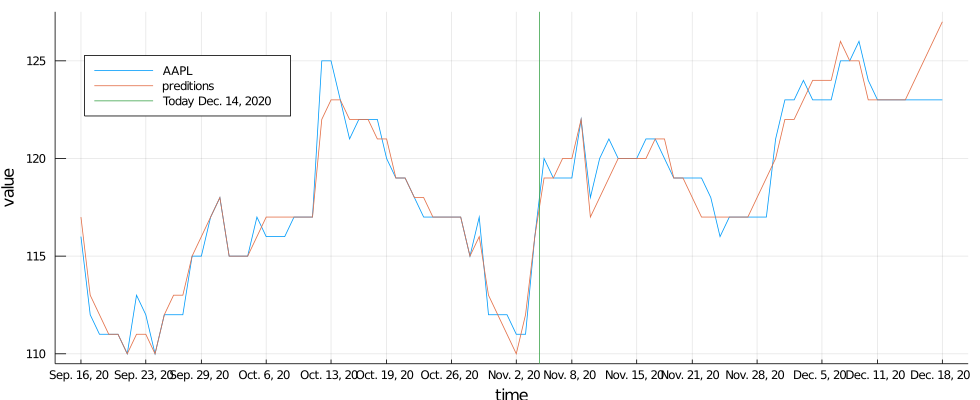 125
120
115
110
value
AAPL
preditions
Today Dec. 14, 2020
Sep. 16, 20 Sep. 23, 20 Sep. 29, 20 Oct. 6, 20 Oct. 13, 20 Oct. 19, 20 Oct. 26, 20 Nov. 2, 20 Nov. 8, 20 Nov. 15, 20 Nov. 21, 20 Nov. 28, 20 Dec. 5, 20 Dec. 11, 20 Dec. 18, 20
time